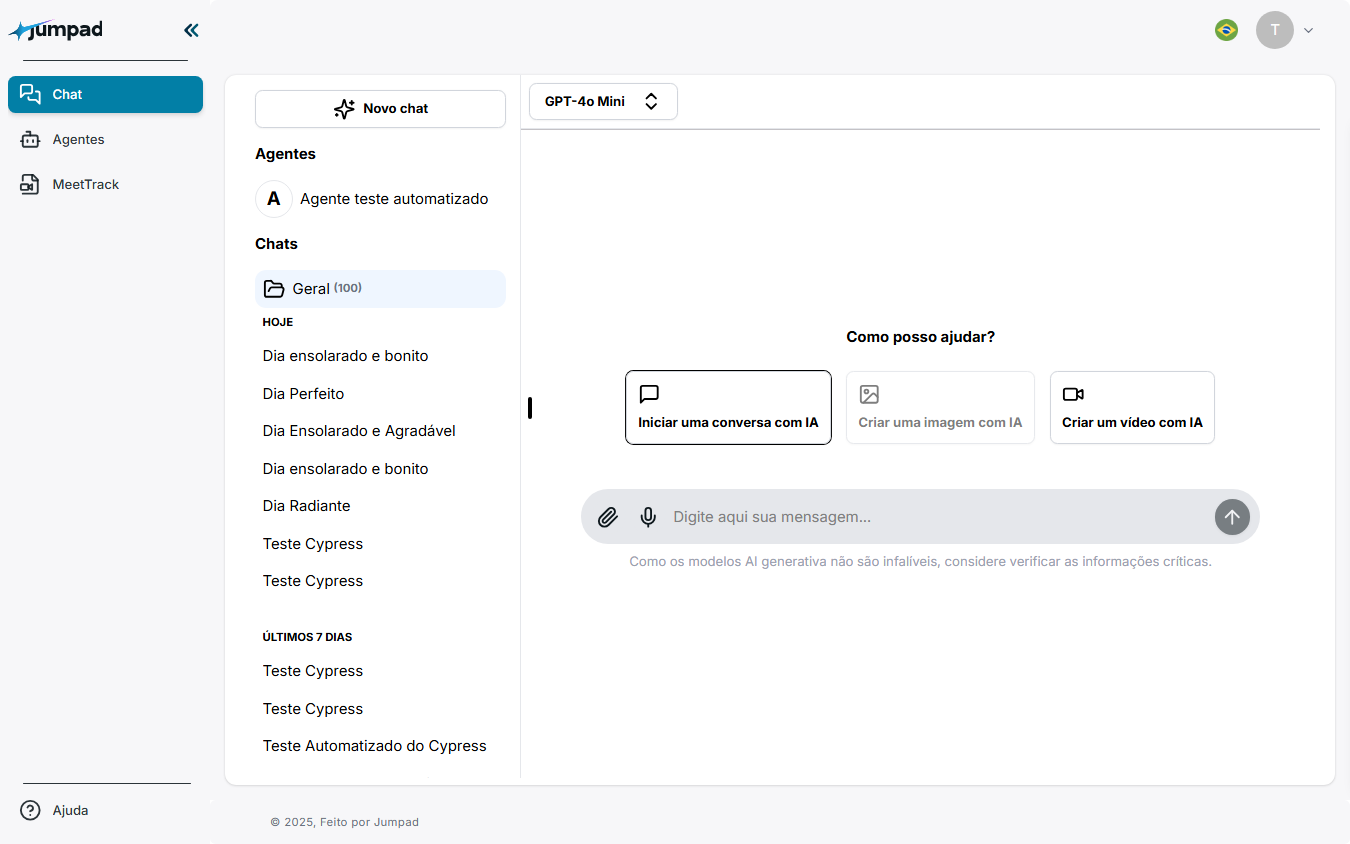 jumpad
T
Chat
Agentes
MeetTrack
Ajuda
Novo chat
Agentes
A Agente teste automatizado
Chats
Geral (100)
HOJE
Dia ensolarado e bonito
Dia Perfeito
Dia Ensolarado e Agradável
Dia ensolarado e bonito
Dia Radiante
Teste Cypress
Teste Cypress
ÚLTIMOS 7 DIAS
Teste Cypress
Teste Cypress
Teste Automatizado do Cypress
GPT-4o Mini
Como posso ajudar?
Iniciar uma conversa com IA
Criar uma imagem com IA
Criar um vídeo com IA
Digite aqui sua mensagem...
Como os modelos AI generativa não são infalíveis, considere verificar as informações críticas.
© 2025, Feito por Jumpad